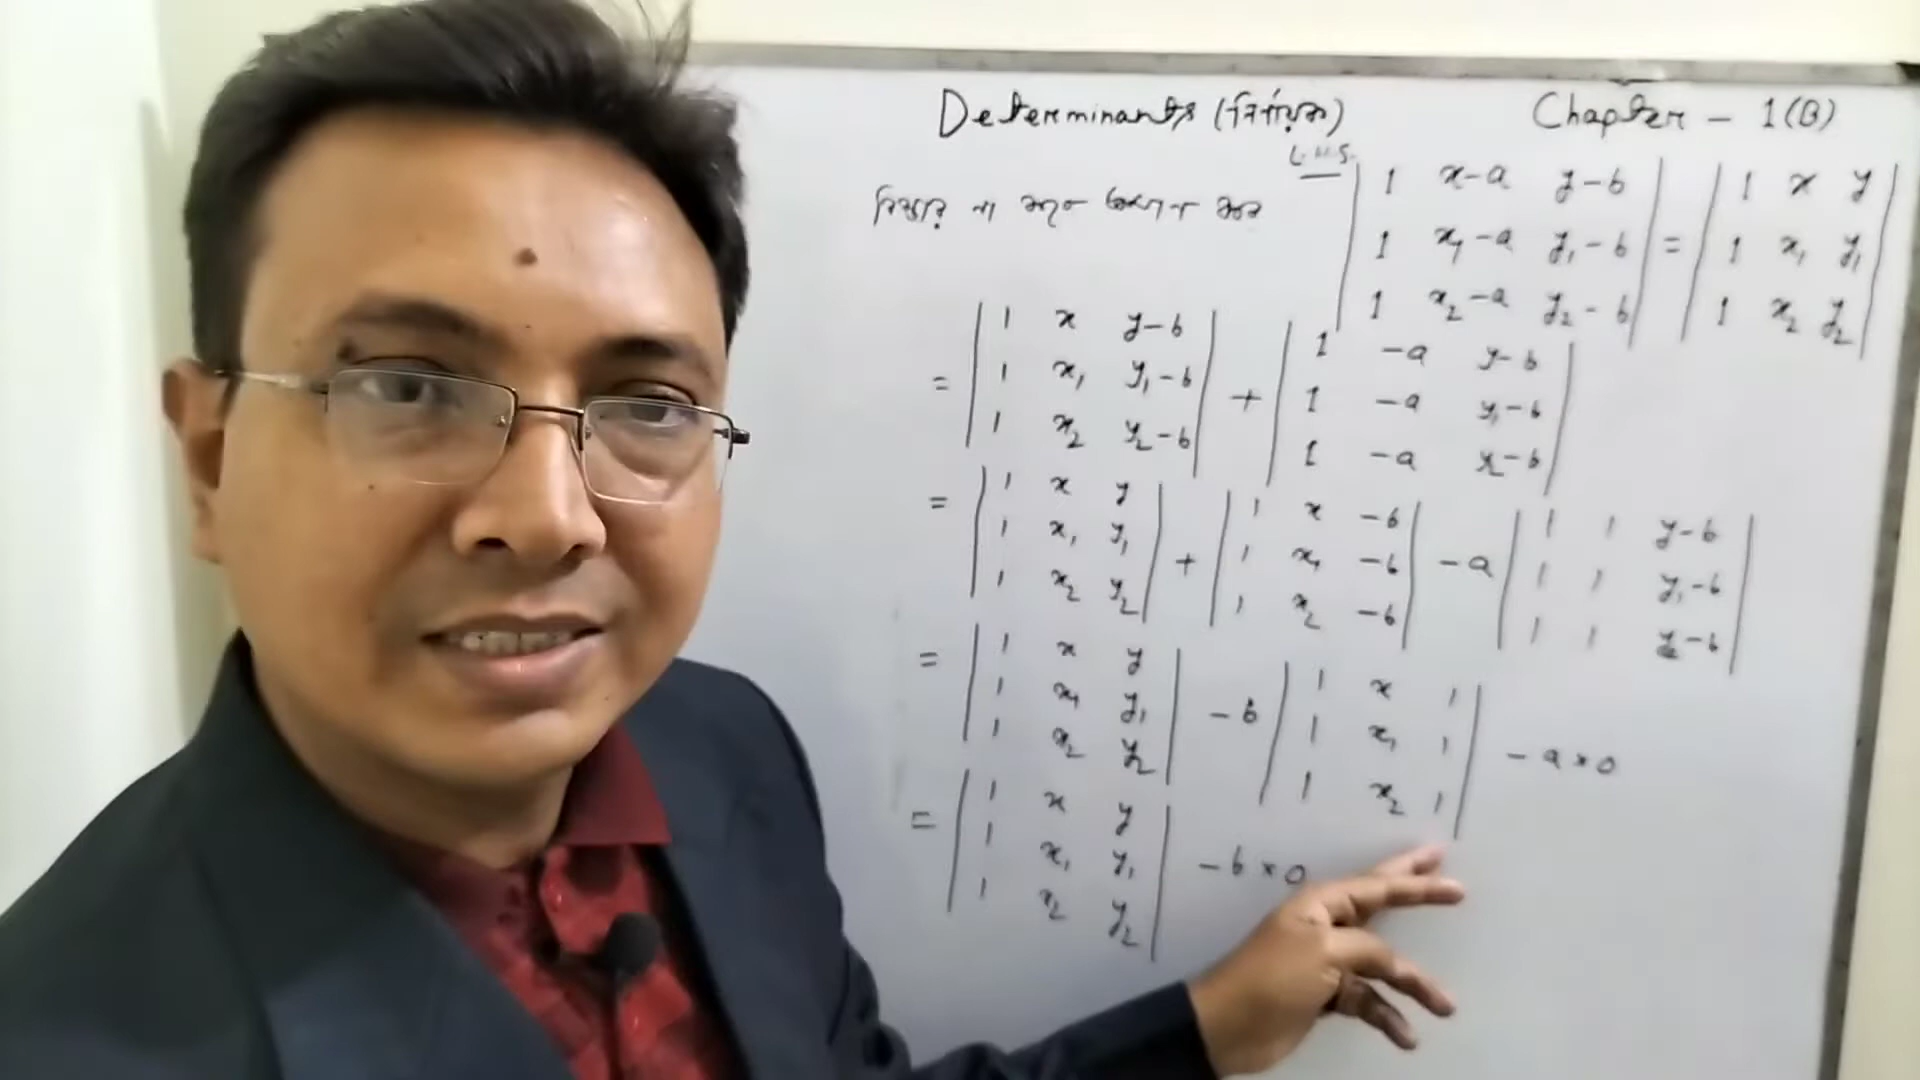 Determinants (নির্ণায়ক) Chapter - 1(B)
L.H.S.
বিস্তার না করে প্রমাণ কর
| 1 x-a y-b | = | 1 x y |
| 1 x₁-a y₁-b | | 1 x₁ y₁ |
| 1 x₂-a y₂-b | | 1 x₂ y₂ |
= | 1 x y-b | + | 1 -a y-b |
| 1 x₁ y₁-b | | 1 -a y₁-b |
| 1 x₂ y₂-b | | 1 -a y₂-b |
= | 1 x y | + | 1 x -b | -a | 1 1 y-b |
| 1 x₁ y₁ | | 1 x₁ -b | | 1 1 y₁-b |
| 1 x₂ y₂ | | 1 x₂ -b | | 1 1 y₂-b |
= | 1 x y | -b | 1 x 1 | -a×0
| 1 x₁ y₁ | | 1 x₁ 1 |
| 1 x₂ y₂ | | 1 x₂ 1 |
= | 1 x y | -b×0
| 1 x₁ y₁ |
| 1 x₂ y₂ |